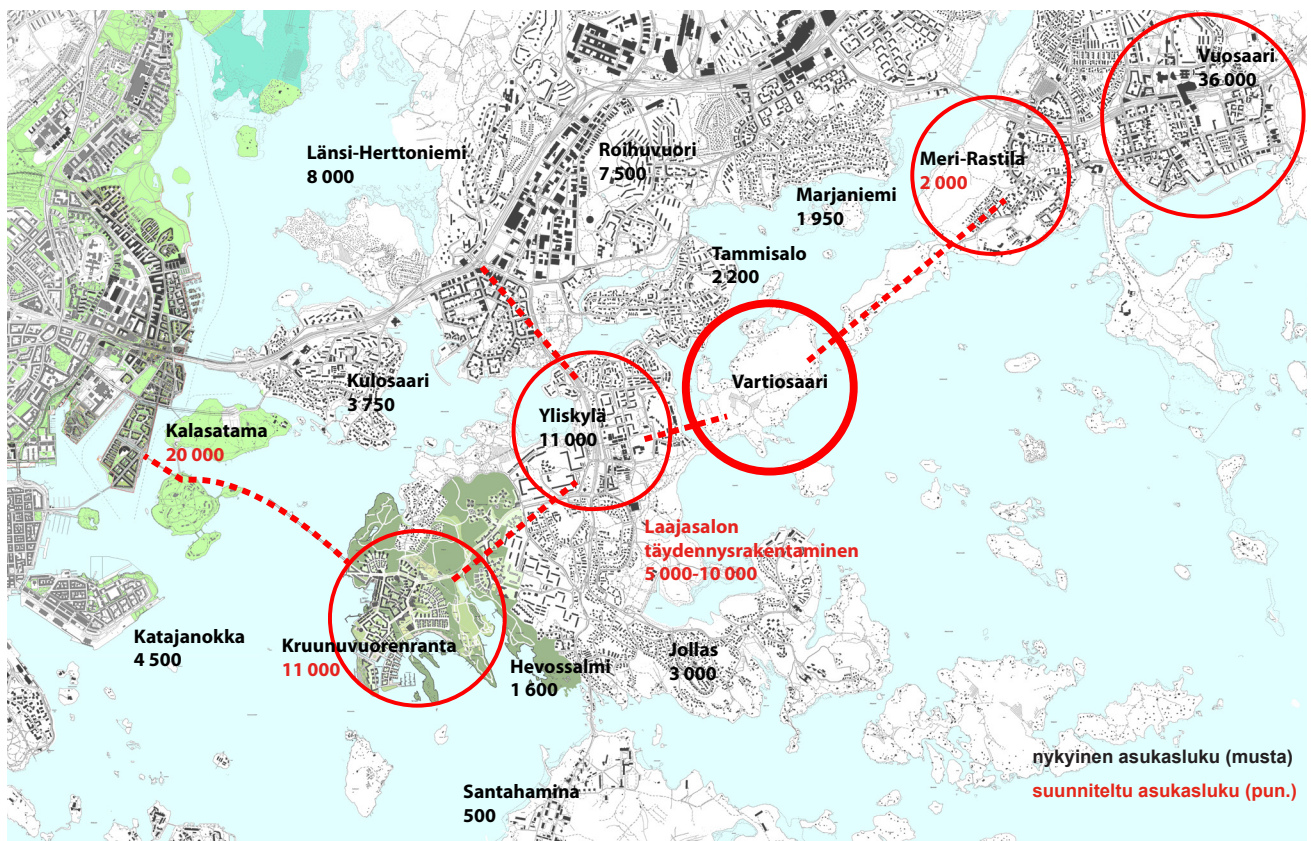 Vuosaari
36 000
Länsi-Herttoniemi
8 000
Roihuvuori
7 500
Meri-Rastila
2 000
Marjaniemi
1 950
Tammisalo
2 200
Kulosaari
3 750
Vartiosaari
Yliskylä
11 000
Kalasatama
20 000
Laajasalon
täydennysrakentaminen
5 000-10 000
Katajanokka
4 500
Kruunuvuorenranta
11 000
Hevossalmi
1 600
Jollas
3 000
Santahamina
500
nykyinen asukasluku (musta)
suunniteltu asukasluku (pun.)